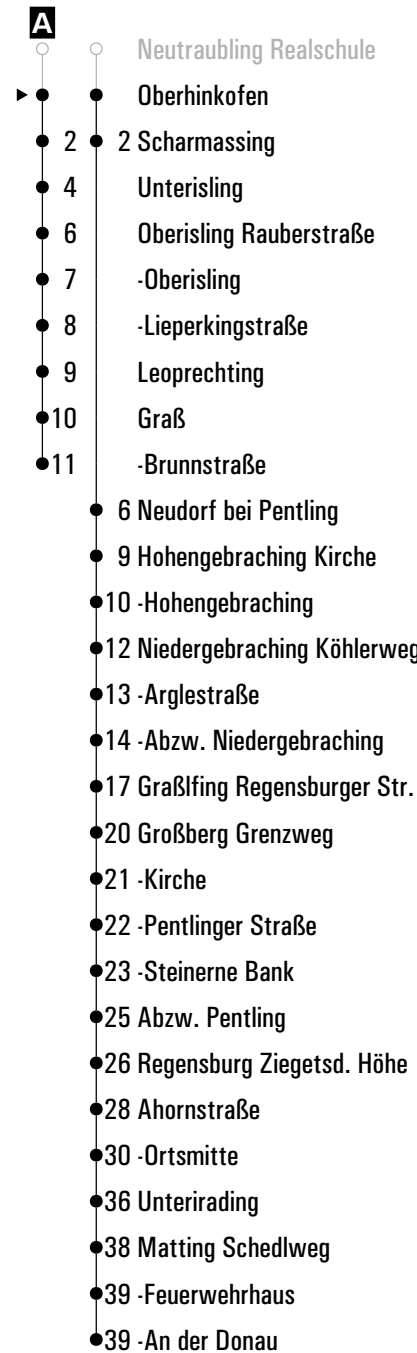 A
Neutraubling Realschule
Oberhinkofen
2 2 Scharmassing
4 Unterisling
6 Oberisling Rauberstraße
7 -Oberisling
8 -Lieperkingstraße
9 Leoprechting
10 Graß
11 -Brunnstraße
6 Neudorf bei Pentling
9 Hohengebraching Kirche
10 -Hohengebraching
12 Niedergebraching Köhlerweg
13 -Arglestraße
14 -Abzw. Niedergebraching
17 Graßlfing Regensburger Str.
20 Großberg Grenzweg
21 -Kirche
22 -Pentlinger Straße
23 -Steinerne Bank
25 Abzw. Pentling
26 Regensburg Ziegetsd. Höhe
28 Ahornstraße
30 -Ortsmitte
36 Unterirading
38 Matting Schedlweg
39 -Feuerwehrhaus
39 -An der Donau